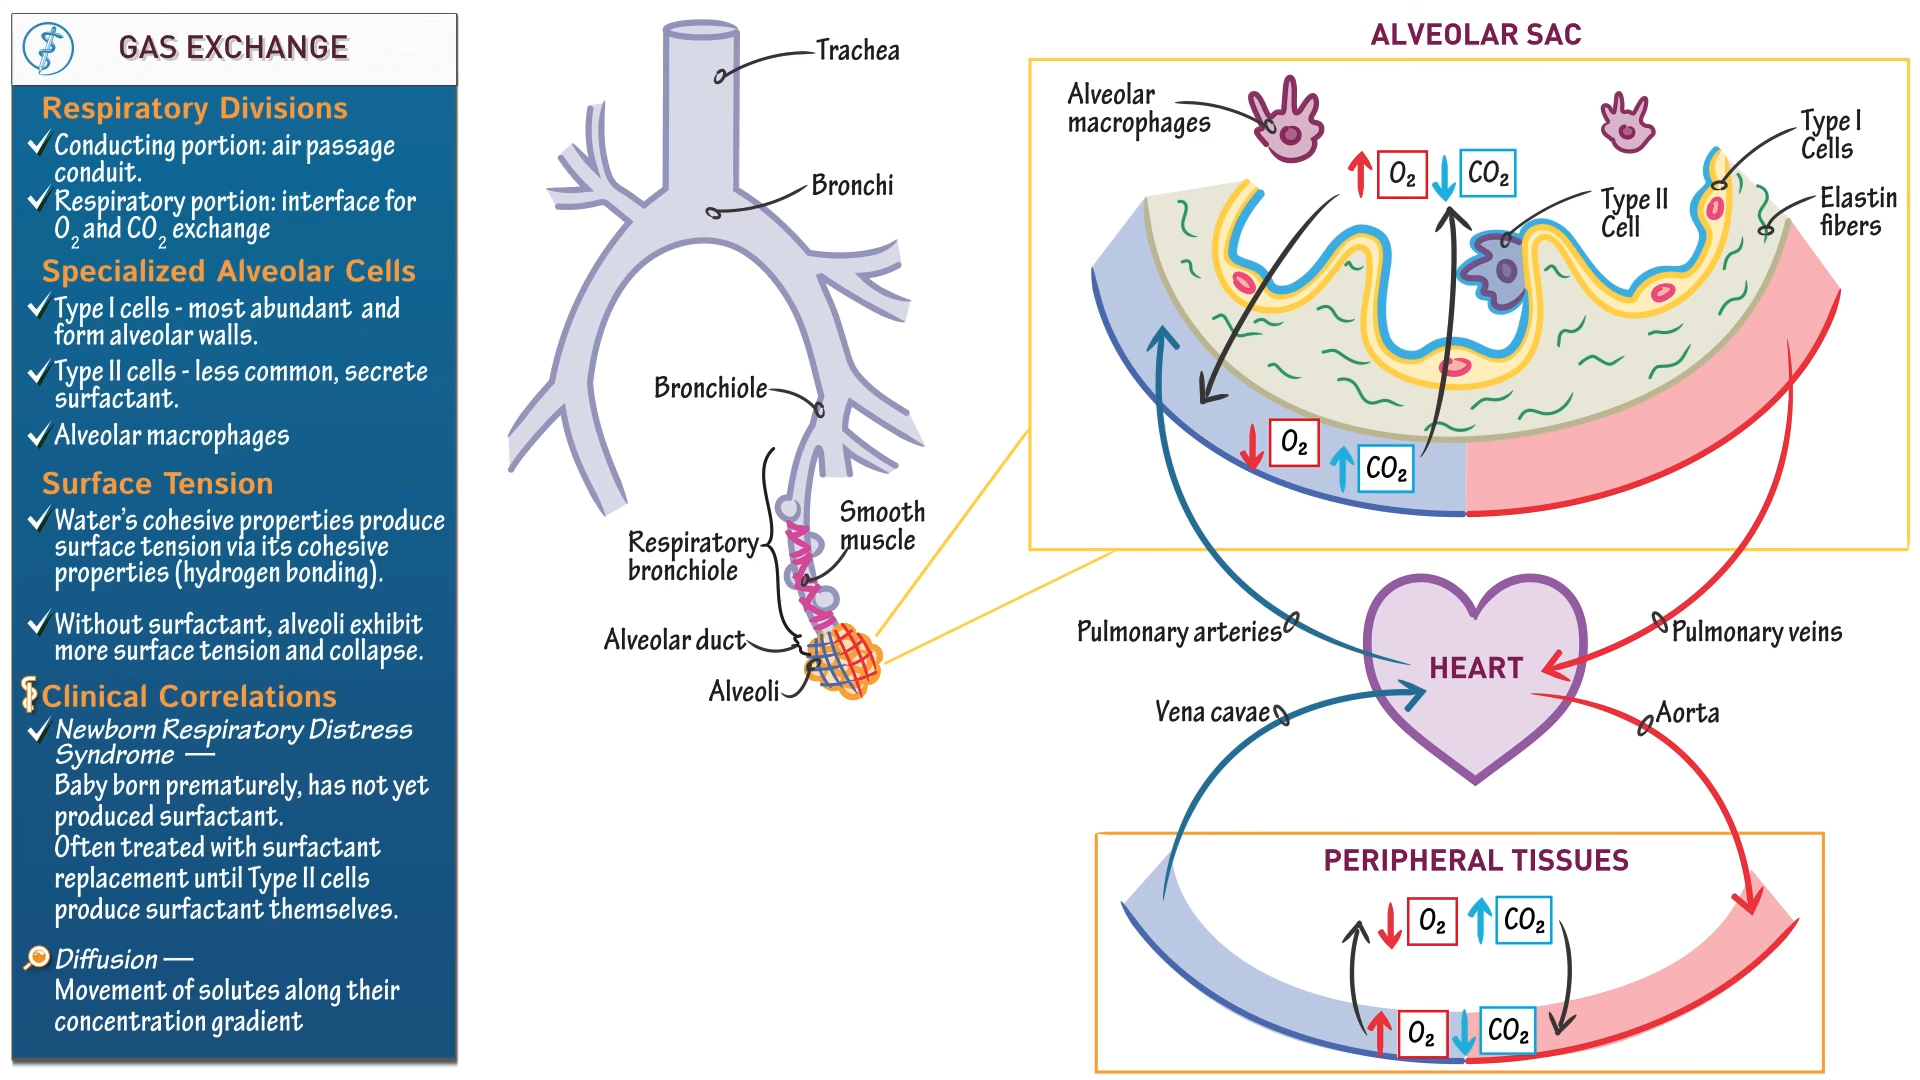 GAS EXCHANGE
Respiratory Divisions
Conducting portion: air passage
conduit.
Respiratory portion: interface for
O₂ and CO₂ exchange
Specialized Alveolar Cells
Type I cells - most abundant and
form alveolar walls.
Type II cells - less common, secrete
surfactant.
Alveolar macrophages
Surface Tension
Water's cohesive properties produce
surface tension via its cohesive
properties (hydrogen bonding).
Without surfactant, alveoli exhibit
more surface tension and collapse.
Clinical Correlations
Newborn Respiratory Distress
Syndrome —
Baby born prematurely, has not yet
produced surfactant.
Often treated with surfactant
replacement until Type II cells
produce surfactant themselves.
Diffusion —
Movement of solutes along their
concentration gradient
Trachea
Bronchi
Bronchiole
Smooth
muscle
Respiratory
bronchiole
Alveolar duct
Alveoli
ALVEOLAR SAC
Alveolar
macrophages
Type I
Cells
O₂
CO₂
Type II
Cell
Elastin
fibers
O₂
CO₂
Pulmonary arteries
Pulmonary veins
HEART
Vena cavae
Aorta
PERIPHERAL TISSUES
O₂
CO₂
O₂
CO₂